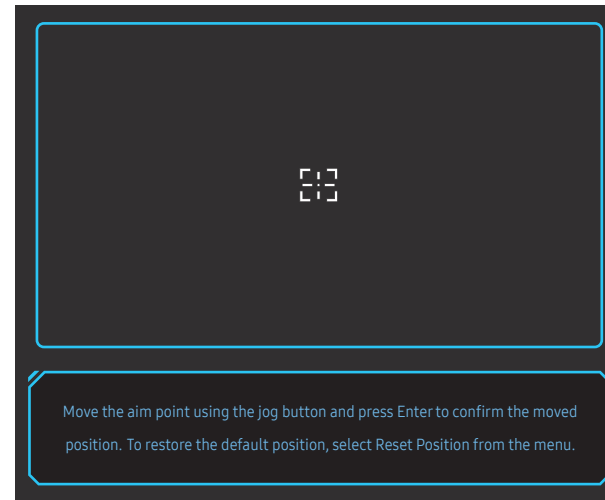 Move the aim point using the jog button and press Enter to confirm the moved
position. To restore the default position, select Reset Position from the menu.